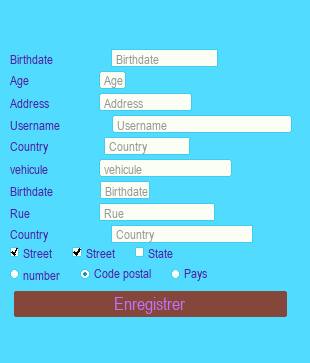 Birthdate Birthdate
Age Age
Address Address
Username Username
Country Country
vehicule vehicule
Birthdate Birthdate
Rue Rue
Country Country
Street Street State
number Code postal Pays
Enregistrer